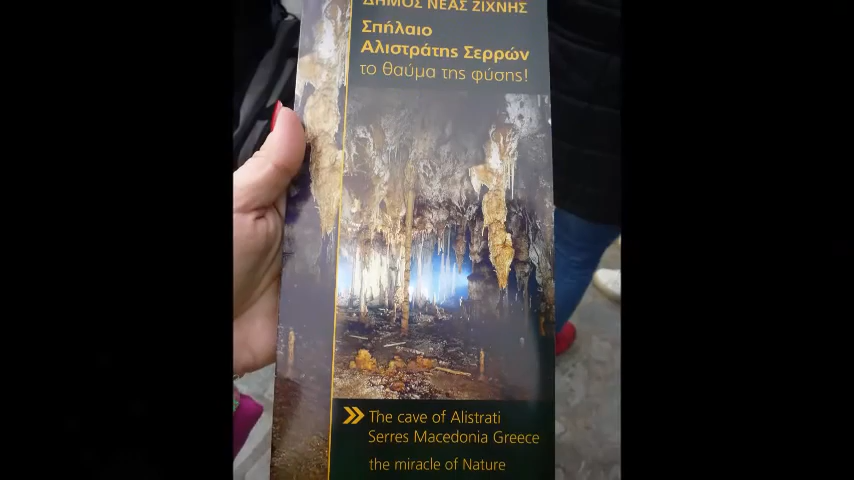 ΔΗΜΟΣ ΝΕΑΣ ΖΙΧΝΗΣ
Σπήλαιο
Αλιστράτης Σερρών
το θαύμα της φύσης!
The cave of Alistrati
Serres Macedonia Greece
the miracle of Nature